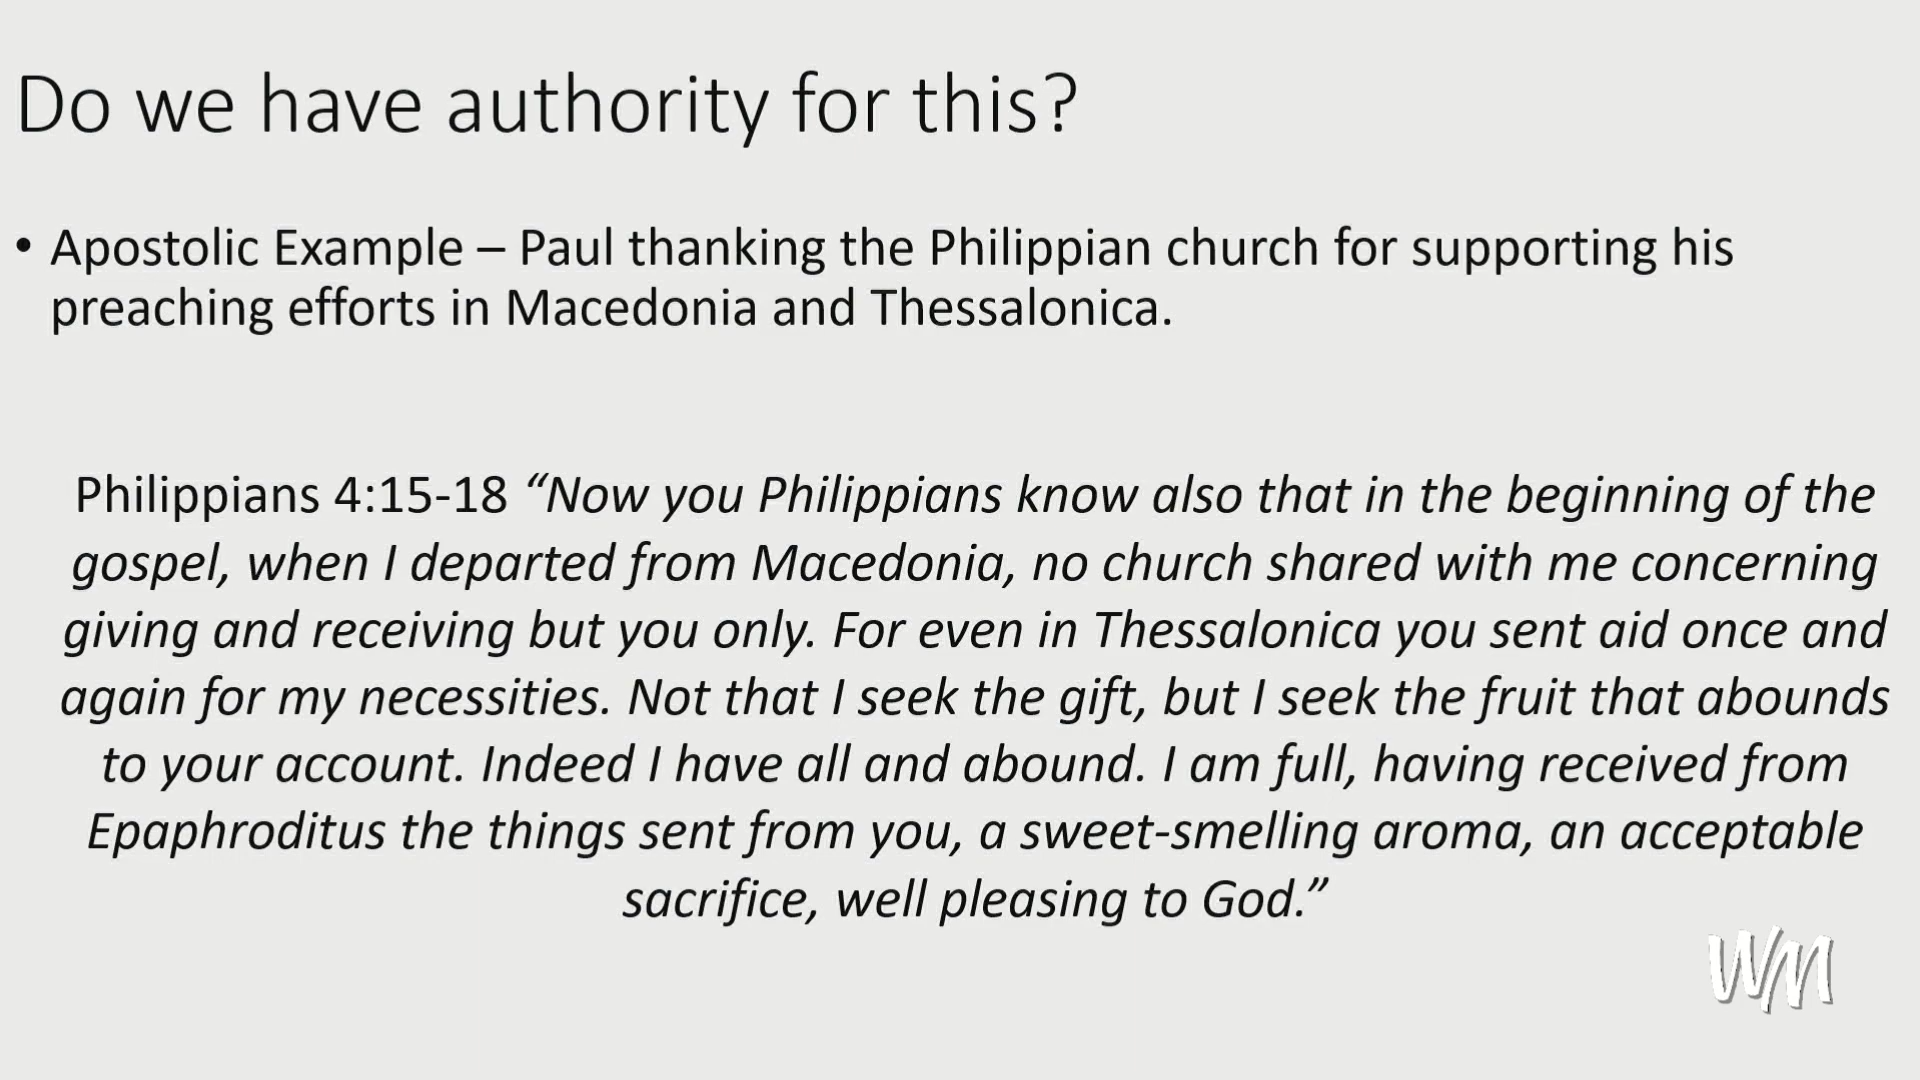 Do we have authority for this?
• Apostolic Example – Paul thanking the Philippian church for supporting his
preaching efforts in Macedonia and Thessalonica.
Philippians 4:15-18 “Now you Philippians know also that in the beginning of the
gospel, when I departed from Macedonia, no church shared with me concerning
giving and receiving but you only. For even in Thessalonica you sent aid once and
again for my necessities. Not that I seek the gift, but I seek the fruit that abounds
to your account. Indeed I have all and abound. I am full, having received from
Epaphroditus the things sent from you, a sweet-smelling aroma, an acceptable
sacrifice, well pleasing to God.”
WM